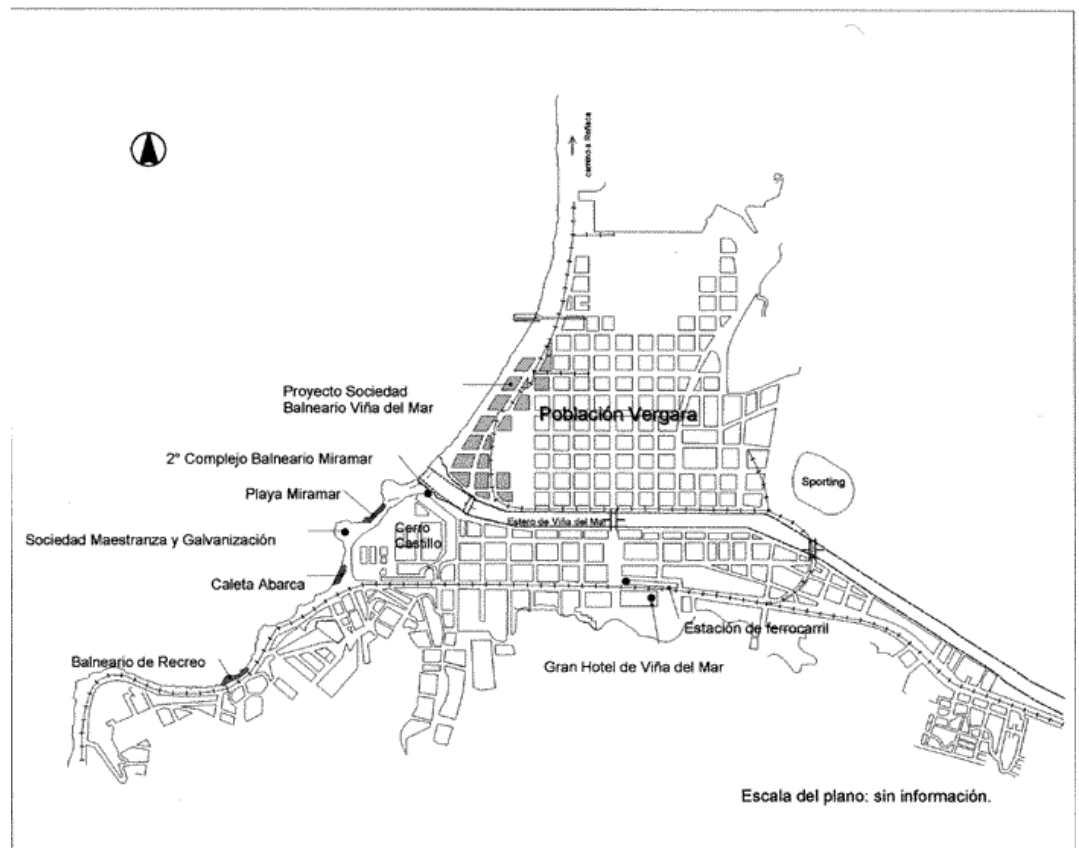 camino a Reñaca
Proyecto Sociedad
Balneario Viña del Mar
Población Vergara
2° Complejo Balneario Miramar
Playa Miramar
Sporting
Estero de Viña del Mar
Cerro
Castillo
Sociedad Maestranza y Galvanización
Caleta Abarca
Estación de ferrocarril
Balneario de Recreo
Gran Hotel de Viña del Mar
Escala del plano: sin información.